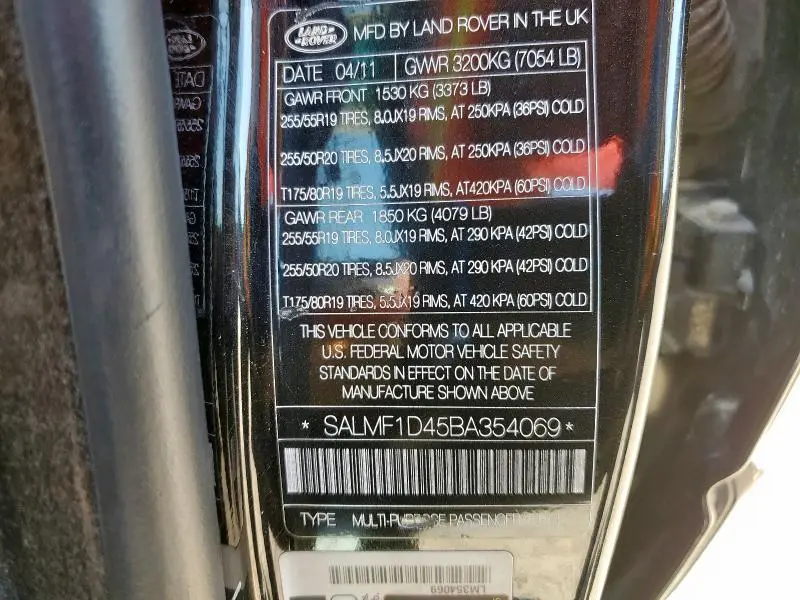 LAND ROVER MFD BY LAND ROVER IN THE UK
DATE 04/11 GVWR 3200KG (7054 LB)
GAWR FRONT 1530 KG (3373 LB)
255/55R19 TIRES, 8.0JX19 RIMS, AT 250KPA (36PSI) COLD
255/50R20 TIRES, 8.5JX20 RIMS, AT 250KPA (36PSI) COLD
T175/80R19 TIRES, 5.5JX19 RIMS, AT420KPA (60PSI) COLD
GAWR REAR 1850 KG (4079 LB)
255/55R19 TIRES, 8.0JX19 RIMS, AT 290 KPA (42PSI) COLD
255/50R20 TIRES, 8.5JX20 RIMS, AT 290 KPA (42PSI) COLD
T175/80R19 TIRES, 5.5JX19 RIMS, AT 420 KPA (60PSI) COLD
THIS VEHICLE CONFORMS TO ALL APPLICABLE
U.S. FEDERAL MOTOR VEHICLE SAFETY
STANDARDS IN EFFECT ON THE DATE OF
MANUFACTURE SHOWN ABOVE
* SALMF1D45BA354069 *
TYPE MULTI-PURPOSE PASSENGER
LM354069